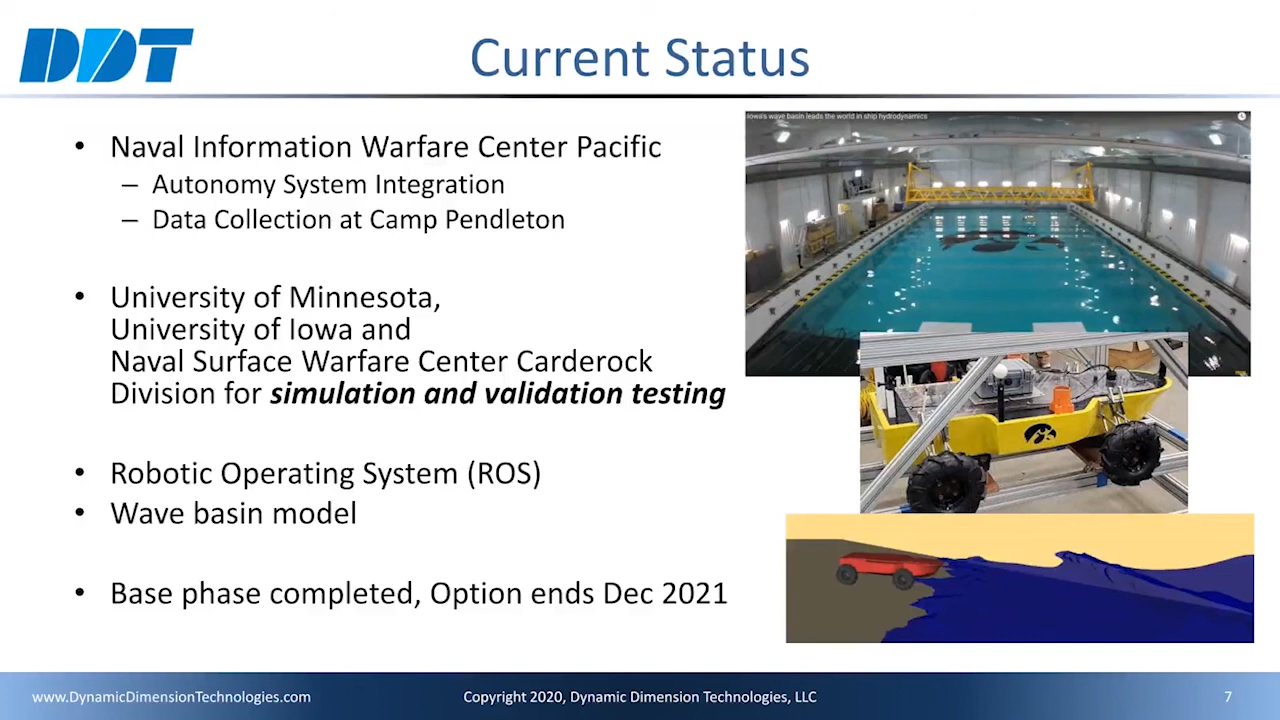 DDT
Current Status
• Naval Information Warfare Center Pacific
– Autonomy System Integration
– Data Collection at Camp Pendleton
• University of Minnesota,
University of Iowa and
Naval Surface Warfare Center Carderock
Division for simulation and validation testing
• Robotic Operating System (ROS)
• Wave basin model
• Base phase completed, Option ends Dec 2021
Iowa's wave basin leads the world in ship hydrodynamics
www.DynamicDimensionTechnologies.com
Copyright 2020, Dynamic Dimension Technologies, LLC
7